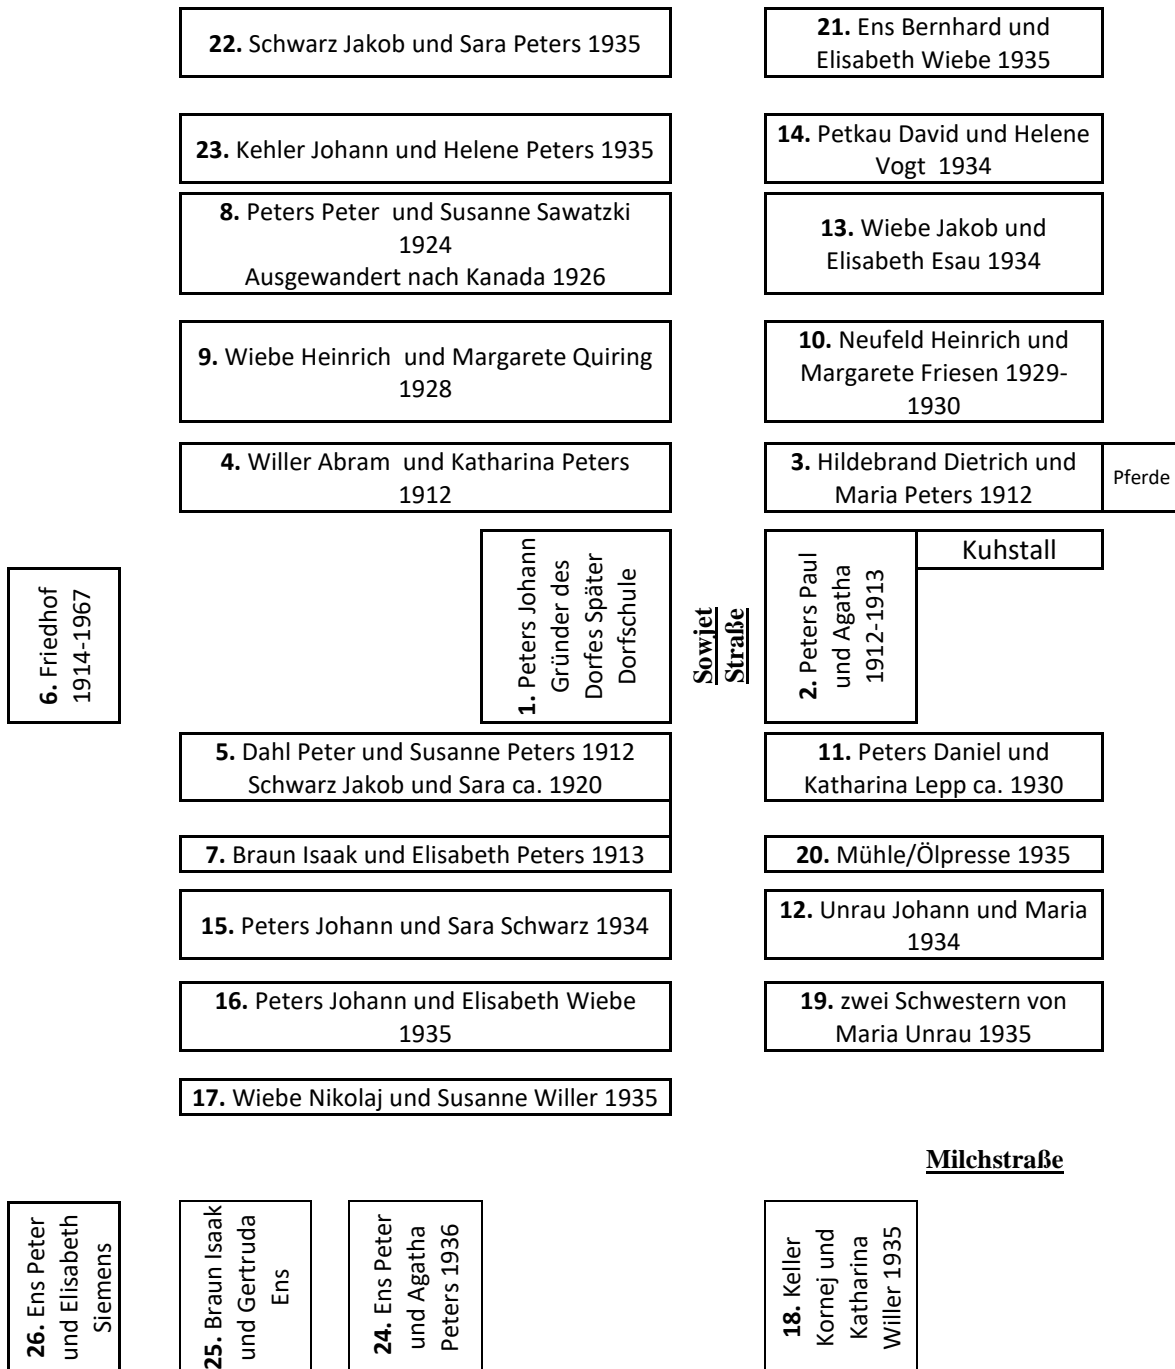 22. Schwarz Jakob und Sara Peters 1935
21. Ens Bernhard und
Elisabeth Wiebe 1935
23. Kehler Johann und Helene Peters 1935
14. Petkau David und Helene
Vogt 1934
8. Peters Peter und Susanne Sawatzki
1924
Ausgewandert nach Kanada 1926
13. Wiebe Jakob und
Elisabeth Esau 1934
9. Wiebe Heinrich und Margarete Quiring
1928
10. Neufeld Heinrich und
Margarete Friesen 1929-
1930
4. Willer Abram und Katharina Peters
1912
3. Hildebrand Dietrich und
Maria Peters 1912
Pferde
6. Friedhof
1914-1967
1. Peters Johann
Gründer des
Dorfes Später
Dorfschule
Sowjet
Straße
2. Peters Paul
und Agatha
1912-1913
Kuhstall
5. Dahl Peter und Susanne Peters 1912
Schwarz Jakob und Sara ca. 1920
11. Peters Daniel und
Katharina Lepp ca. 1930
7. Braun Isaak und Elisabeth Peters 1913
20. Mühle/Ölpresse 1935
15. Peters Johann und Sara Schwarz 1934
12. Unrau Johann und Maria
1934
16. Peters Johann und Elisabeth Wiebe
1935
19. zwei Schwestern von
Maria Unrau 1935
17. Wiebe Nikolaj und Susanne Willer 1935
Milchstraße
26. Ens Peter
und Elisabeth
Siemens
25. Braun Isaak
und Gertruda
Ens
24. Ens Peter
und Agatha
Peters 1936
18. Keller
Kornej und
Katharina
Willer 1935